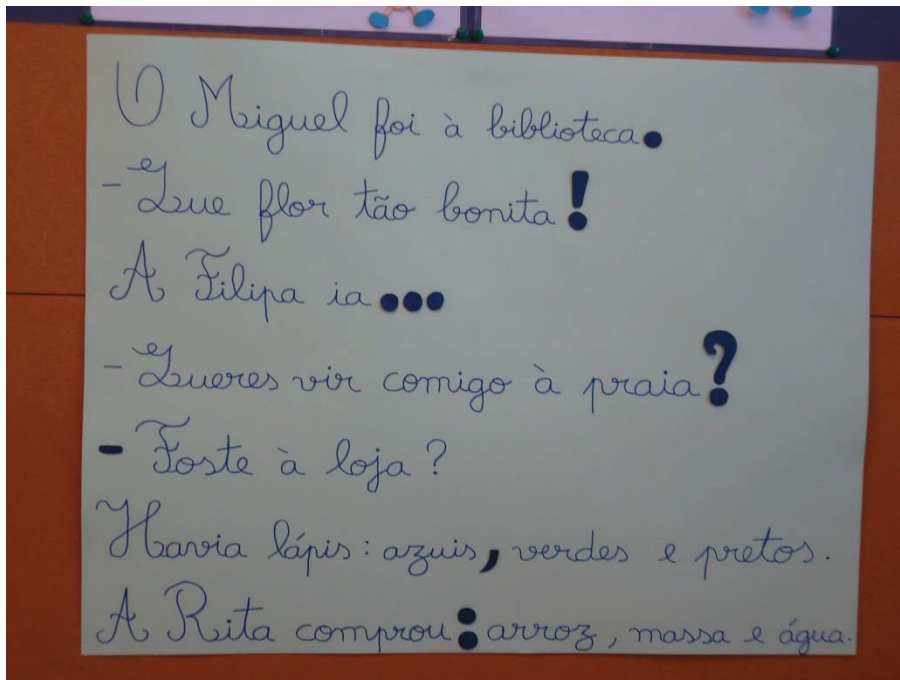 O Miguel foi à biblioteca.
- Que flor tão bonita!
A Filipa ia...
- Queres vir comigo à praia?
- Foste à loja?
Havia lápis: azuis, verdes e pretos.
A Rita comprou: arroz, massa e água.